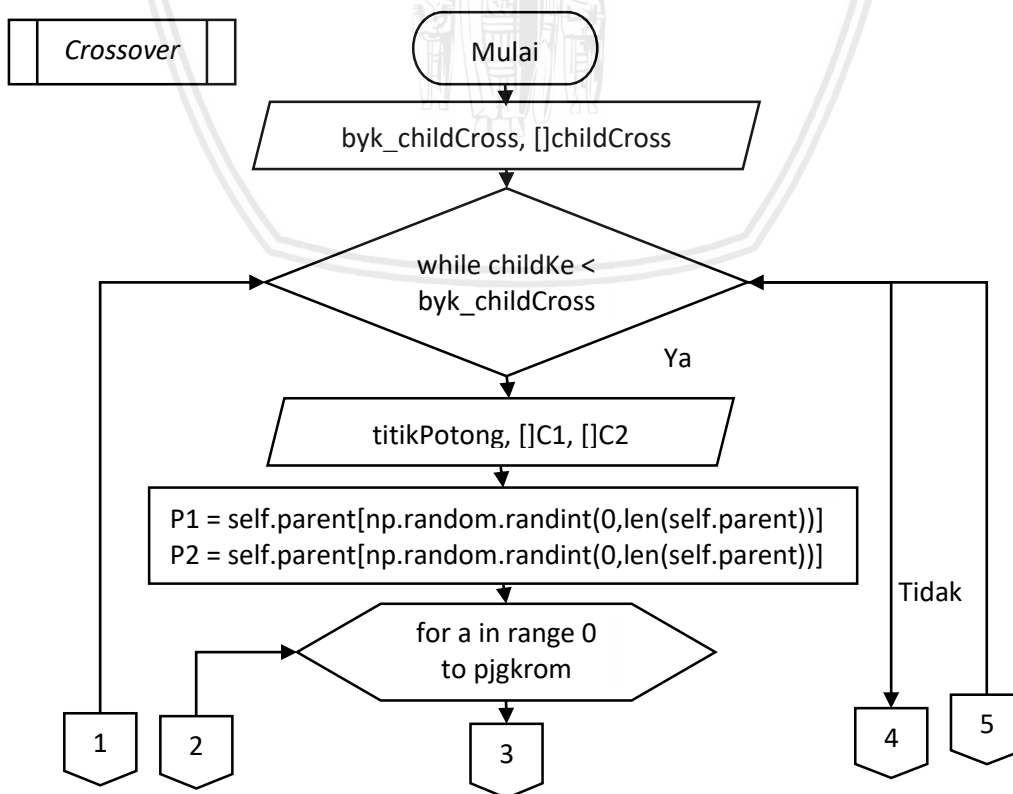 Crossover
Mulai
byk_childCross, []childCross
while childKe <
byk_childCross
Ya
titikPotong, []C1, []C2
P1 = self.parent[np.random.randint(0,len(self.parent))]
P2 = self.parent[np.random.randint(0,len(self.parent))]
Tidak
for a in range 0
to pjgkrom
1
2
3
4
5